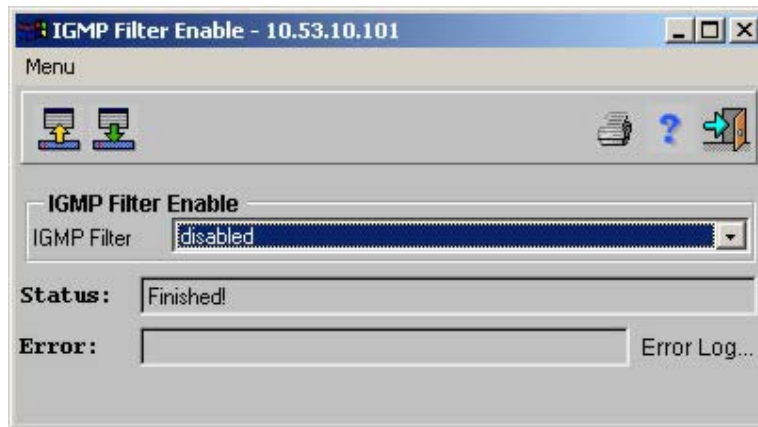 IGMP Filter Enable - 10.53.10.101
Menu
IGMP Filter Enable
IGMP Filter disabled
Status: Finished!
Error: Error Log...